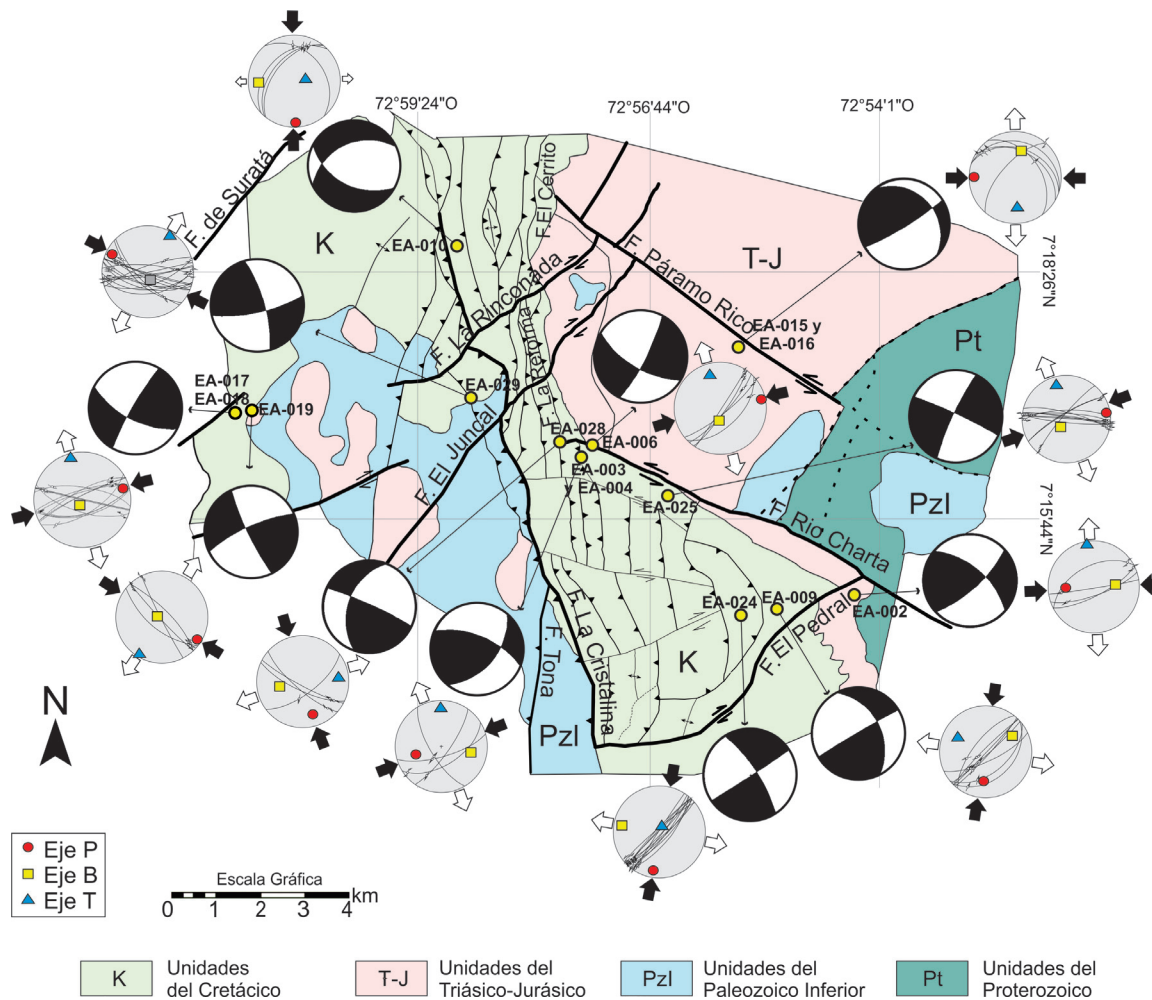 72°59'24"O
72°56'44"O
72°54'1"O
F. de Suratá
F.El Cerrito
K
EA-010
T-J
7°18'26"N
F. La Rinconada
F. Páramo Rico
F. La Reforma
EA-015 y
EA-016
Pt
EA-017
EA-018
EA-019
EA-029
F. El Jundal
EA-028
EA-006
EA-003
y
EA-004
EA-025
PzI
7°15'44"N
F. Rio Charta
EA-024
EA-009
EA-002
F. El Pedral
K
F. La Cristalina
F. Tona
PzI
N
Eje P
Eje B
Eje T
Escala Gráfica
km
0 1 2 3 4
K
Unidades
del Cretácico
T-J
Unidades del
Triásico-Jurásico
PzI
Unidades del
Paleozoico Inferior
Pt
Unidades del
Proterozoico